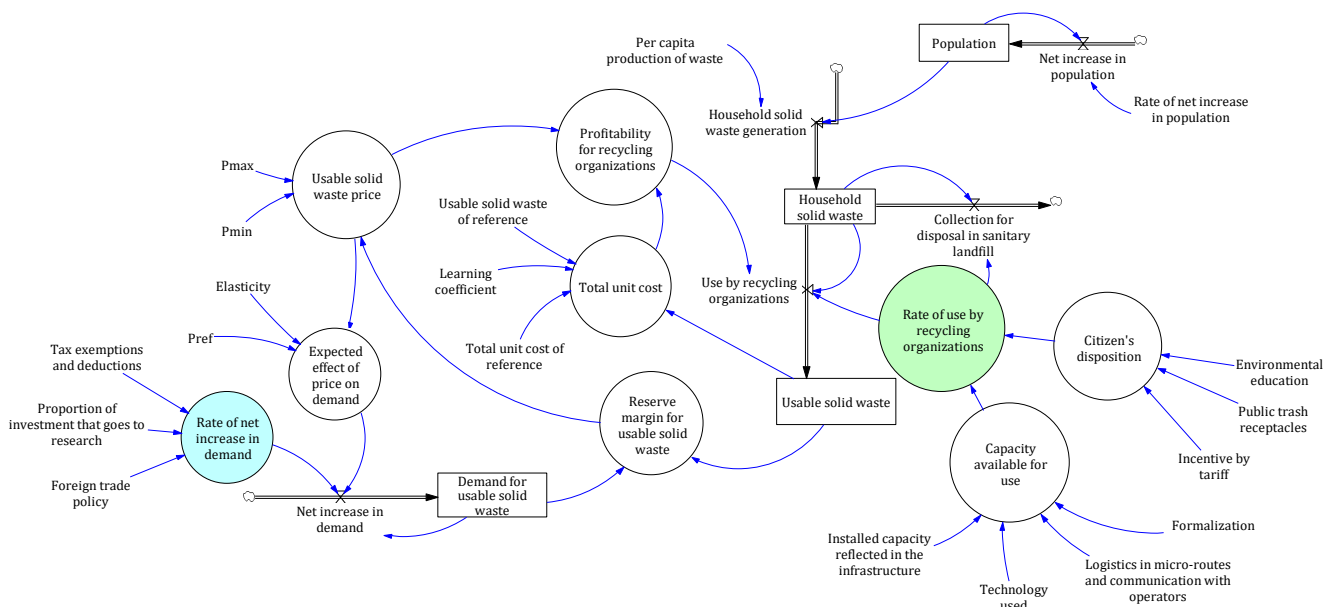 Population
Net increase in
population
Rate of net increase
in population
Per capita
production of waste
Household solid
waste generation
Profitability
for recycling
organizations
Usable solid
waste price
Pmax
Pmin
Usable solid waste
of reference
Learning
coefficient
Total unit cost
Total unit cost of
reference
Household
solid waste
Collection for
disposal in sanitary
landfill
Use by recycling
organizations
Rate of use by
recycling
organizations
Citizen's
disposition
Environmental
education
Public trash
receptacles
Incentive by
tariff
Elasticity
Pref
Expected
effect of
price on
demand
Tax exemptions
and deductions
Proportion of
investment that goes to
research
Foreign trade
policy
Rate of net
increase in
demand
Net increase in
demand
Demand for
usable solid
waste
Reserve
margin for
usable solid
waste
Usable solid waste
Capacity
available for
use
Installed capacity
reflected in the
infrastructure
Technology
used
Logistics in micro-routes
and communication with
operators
Formalization